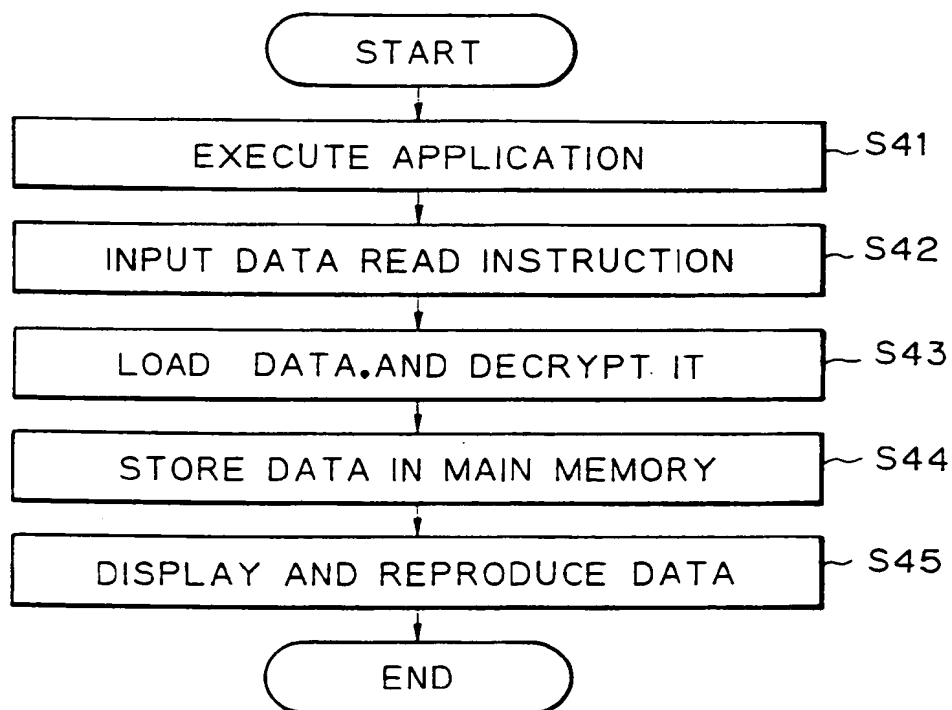 START
EXECUTE APPLICATION S41
INPUT DATA READ INSTRUCTION S42
LOAD DATA.AND DECRYPT IT S43
STORE DATA IN MAIN MEMORY S44
DISPLAY AND REPRODUCE DATA S45
END